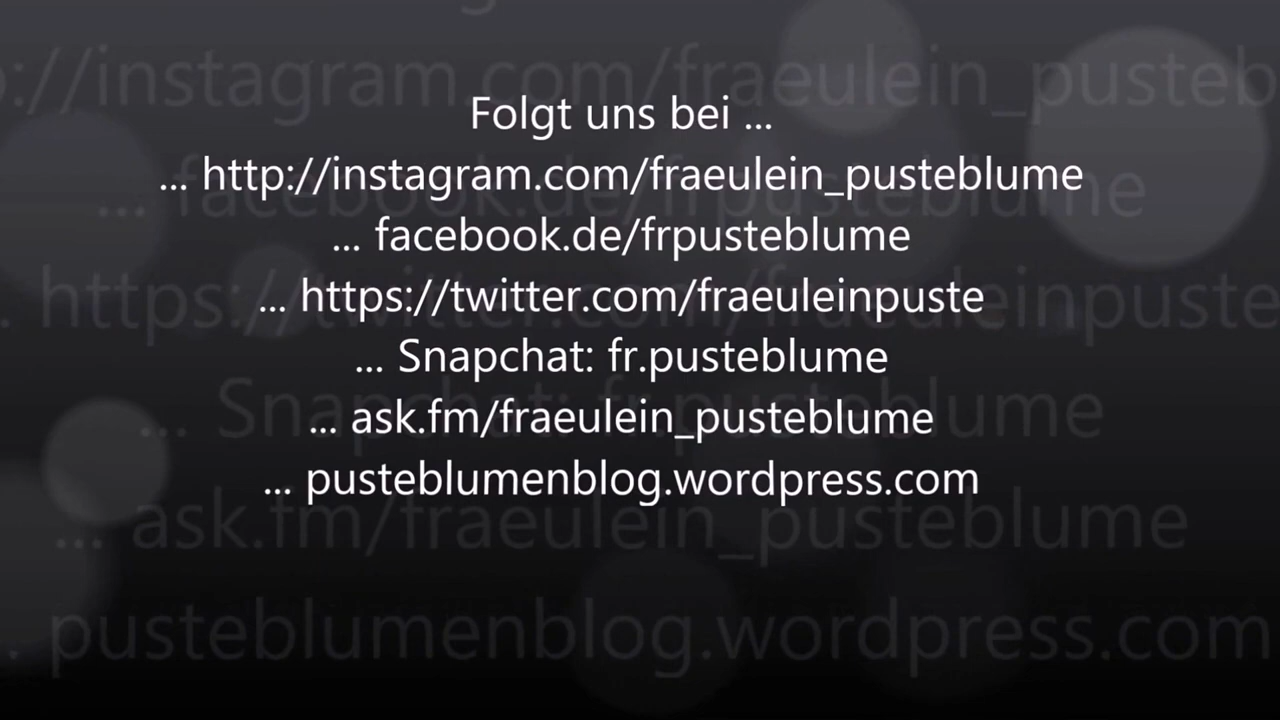 Folgt uns bei ...
... http://instagram.com/fraeulein_pusteblume
... facebook.de/frpusteblume
... https://twitter.com/fraeuleinpuste
... Snapchat: fr.pusteblume
... ask.fm/fraeulein_pusteblume
... pusteblumenblog.wordpress.com